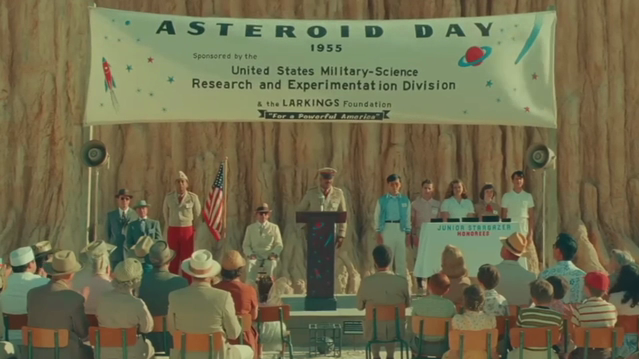 ASTEROID DAY
1955
Sponsored by the
United States Military-Science
Research and Experimentation Division
& the LARKINGS Foundation
"For a Powerful America"
JUNIOR STARGAZER
HONOREES